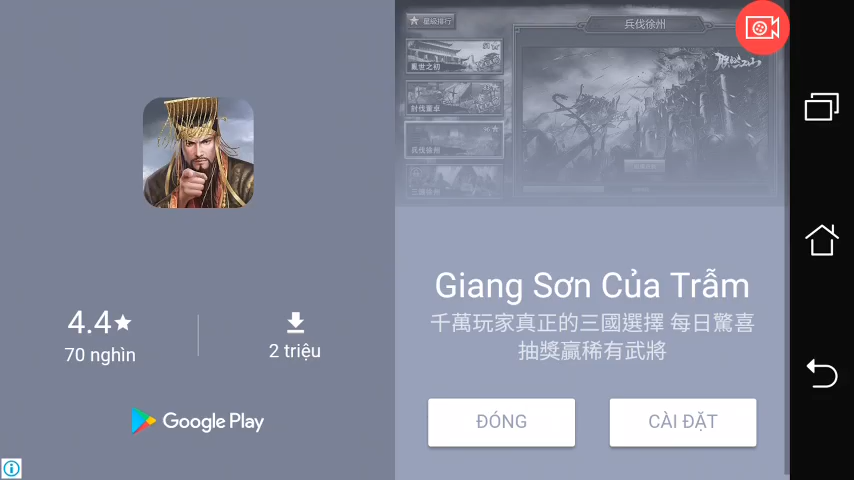 4.4★
70 nghìn
2 triệu
Google Play
星級排行
兵伐徐州
亂世之初
討伐董卓
兵伐徐州
Giang Sơn Của Trẫm
千萬玩家真正的三國選擇 每日驚喜
抽獎贏稀有武將
ĐÓNG
CÀI ĐẶT